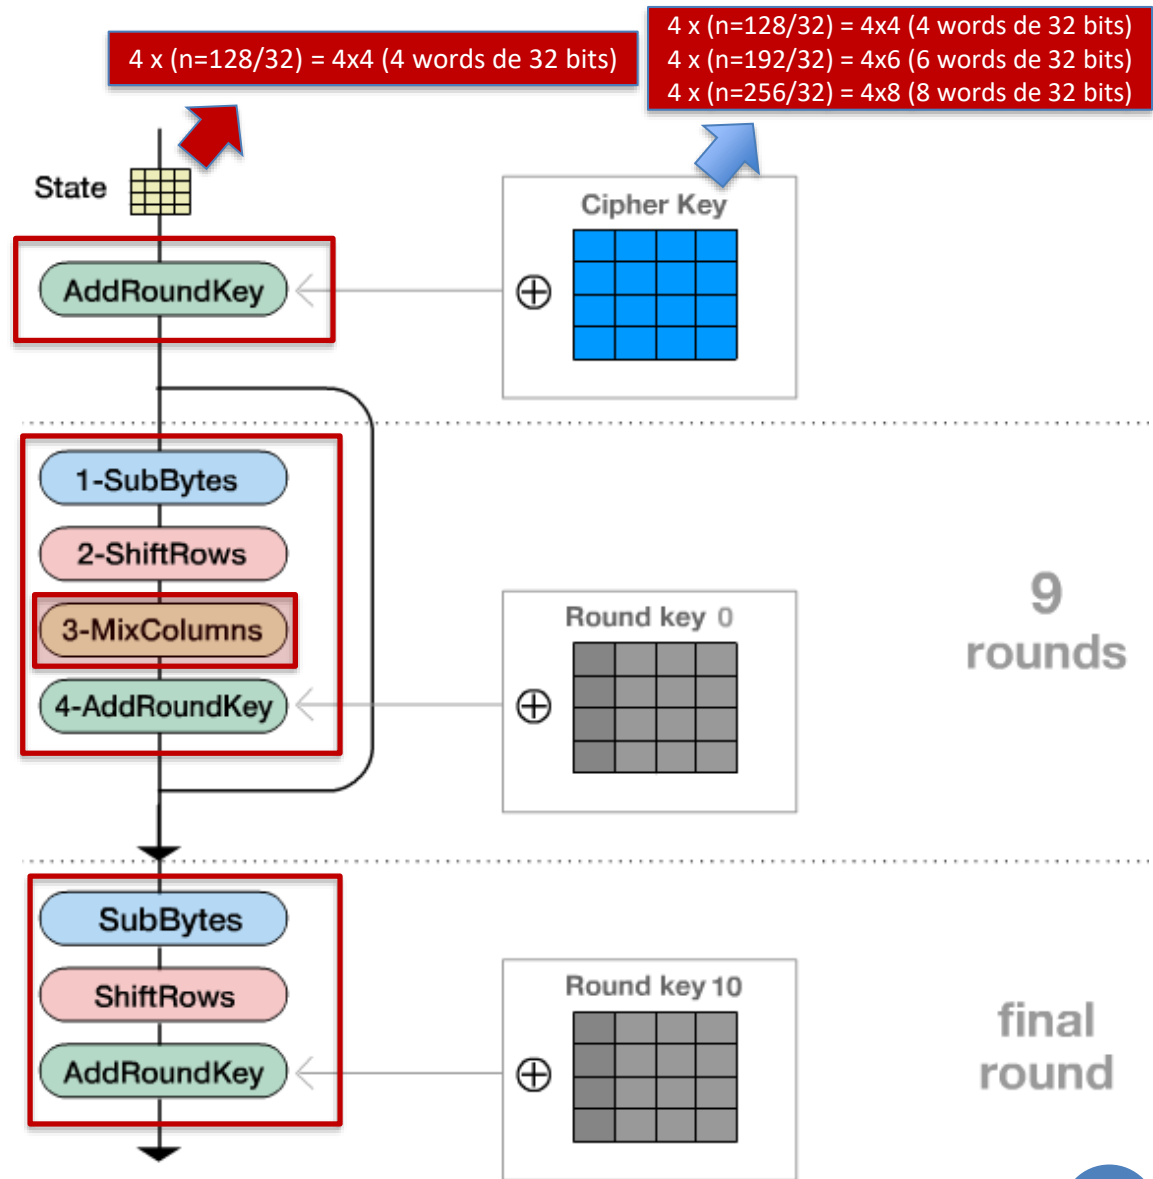 4 x (n=128/32) = 4x4 (4 words de 32 bits)
4 x (n=128/32) = 4x4 (4 words de 32 bits)
4 x (n=192/32) = 4x6 (6 words de 32 bits)
4 x (n=256/32) = 4x8 (8 words de 32 bits)
State
Cipher Key
AddRoundKey
1-SubBytes
2-ShiftRows
3-MixColumns
4-AddRoundKey
Round key 0
9
rounds
SubBytes
ShiftRows
AddRoundKey
Round key 10
final
round